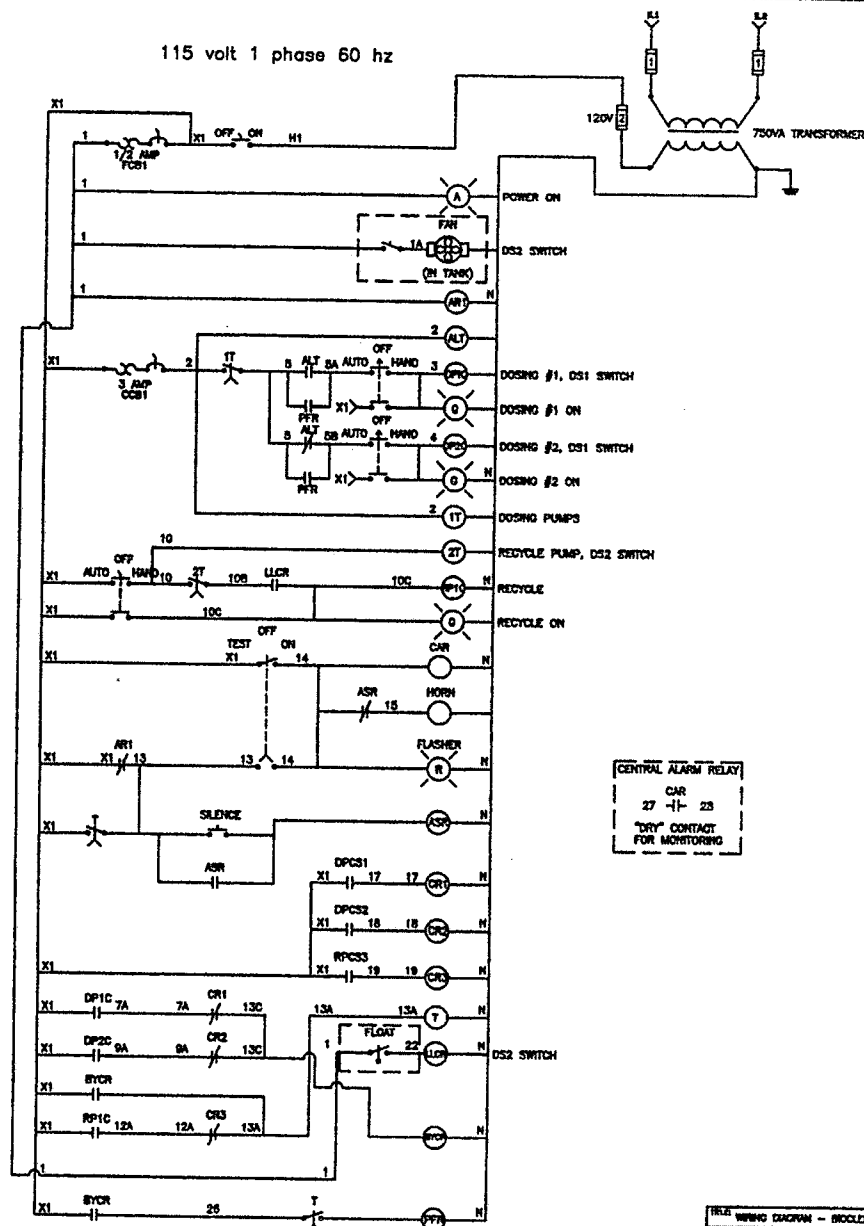 2L2
115 volt 1 phase 60 hz
1 1
X1
120V 2
OFF ON
1 X1 H1
750VA TRANSFORMER
1/2 AMP
FCB1
1 A POWER ON
FAN
1 1A DS2 SWITCH
(IN TANK)
1 AR1 N
2 ALT
OFF
X1 2 1T 5 ALT 5A AUTO HAND 3 DOSING #1, DS1 SWITCH
3 AMP
CCB1
PFR X1 G DOSING #1 ON
ALT OFF
5 5B AUTO HAND 4 DP2C DOSING #2, DS1 SWITCH
PFR X1 G N DOSING #2 ON
2 1T DOSING PUMPS
10 2T RECYCLE PUMP, DS2 SWITCH
OFF
X1 AUTO HAND 10 2T 10B LLCR 10C RP1C N RECYCLE
X1 10C G RECYCLE ON
OFF
TEST ON CAR
X1 X1 14 N
ASR 15 HORN
AR1 FLASHER
X1 X1 13 13 14 R N
SILENCE
X1 ASR N
ASR
DPCS1
X1 17 17 CR1 N
DPCS2
X1 18 18 CR2 N
RPCS3
X1 X1 19 19 CR3 N
DP1C CR1
X1 7A 7A 13C 13A 13A T N
DP2C CR2 FLOAT
X1 9A 9A 13C 1 22 LLCR N DS2 SWITCH
BYCR
X1
RP1C CR3
X1 12A 12A 13A BYCR N
1 1
BYCR T
X1 26 PFR N
CENTRAL ALARM RELAY
CAR
27 23
"DRY" CONTACT
FOR MONITORING
WIRING DIAGRAM -